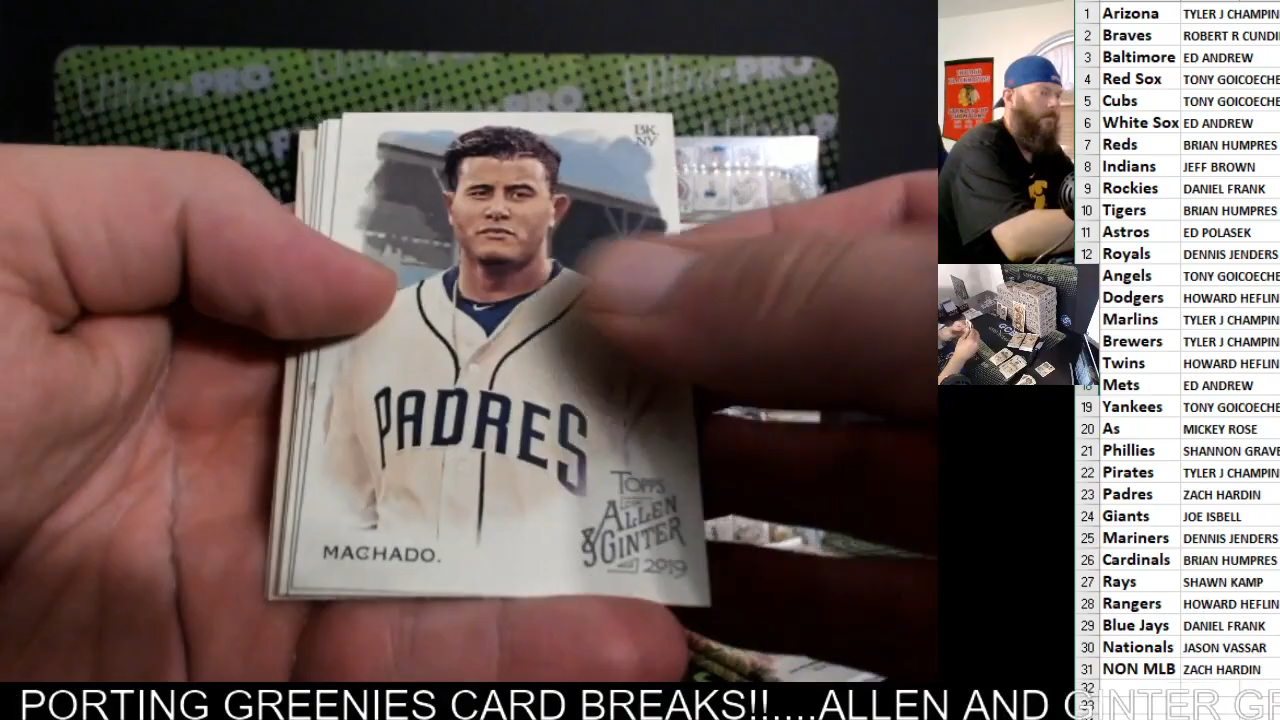 PRO
PRO
PRO
BK.
NY
PADRES
TOPPS
ALLEN
& GINTER
2019
MACHADO.
1 Arizona TYLER J CHAMPIN
2 Braves ROBERT R CUNDI
3 Baltimore ED ANDREW
4 Red Sox TONY GOICOECHE
5 Cubs TONY GOICOECHE
6 White Sox ED ANDREW
7 Reds BRIAN HUMPRES
8 Indians JEFF BROWN
9 Rockies DANIEL FRANK
10 Tigers BRIAN HUMPRES
11 Astros ED POLASEK
12 Royals DENNIS JENDERS
Angels TONY GOICOECHE
Dodgers HOWARD HEFLIN
Marlins TYLER J CHAMPIN
Brewers TYLER J CHAMPIN
Twins HOWARD HEFLIN
18 Mets ED ANDREW
19 Yankees TONY GOICOECHE
20 As MICKEY ROSE
21 Phillies SHANNON GRAVE
22 Pirates TYLER J CHAMPIN
23 Padres ZACH HARDIN
24 Giants JOE ISBELL
25 Mariners DENNIS JENDERS
26 Cardinals BRIAN HUMPRES
27 Rays SHAWN KAMP
28 Rangers HOWARD HEFLIN
29 Blue Jays DANIEL FRANK
30 Nationals JASON VASSAR
31 NON MLB ZACH HARDIN
32
33
PORTING GREENIES CARD BREAKS!!....ALLEN AND GINTER GE